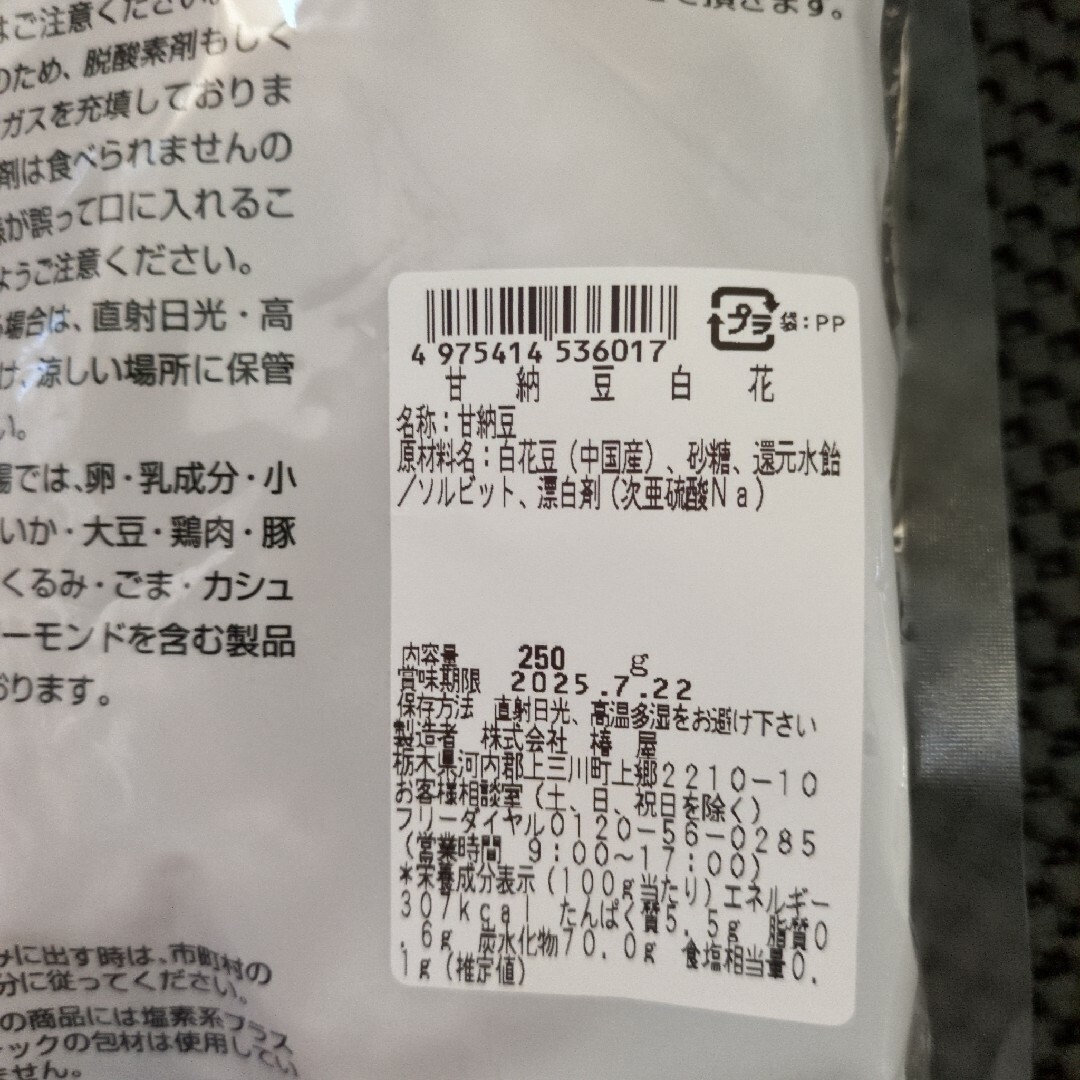 はご注意ください。
のため、脱酸素剤もしく
ガスを充填しておりま
剤は食べられませんの
が誤って口に入れるこ
ようご注意ください。
場合は、直射日光・高
け、涼しい場所に保管
い。
場では、卵・乳成分・小
いか・大豆・鶏肉・豚
くるみ・ごま・カシュ
ーモンドを含む製品
おります。
みに出す時は、市町村の
分に従ってください。
の商品には塩素系プラス
ックの包材は使用してい
ません。
て頂きます。
4 975414 536017
プラ 袋:PP
甘納豆白花
名称:甘納豆
原材料名:白花豆(中国産)、砂糖、還元水飴
/ソルビット、漂白剤(次亜硫酸Na)
内容量 250 g
賞味期限 2025.7.22
保存方法 直射日光、高温多湿をお避け下さい
製造者 株式会社 椿 屋
栃木県河内郡上三川町上郷2210-10
お客様相談室(土、日、祝日を除く)
フリーダイヤル0120-56-0285
(営業時間 9:00~17:00)
*栄養成分表示(100g当たり)エネルギー
307kcal たんぱく質5.5g 脂質0
.6g 炭水化物70.0g 食塩相当量0.
1g(推定値)